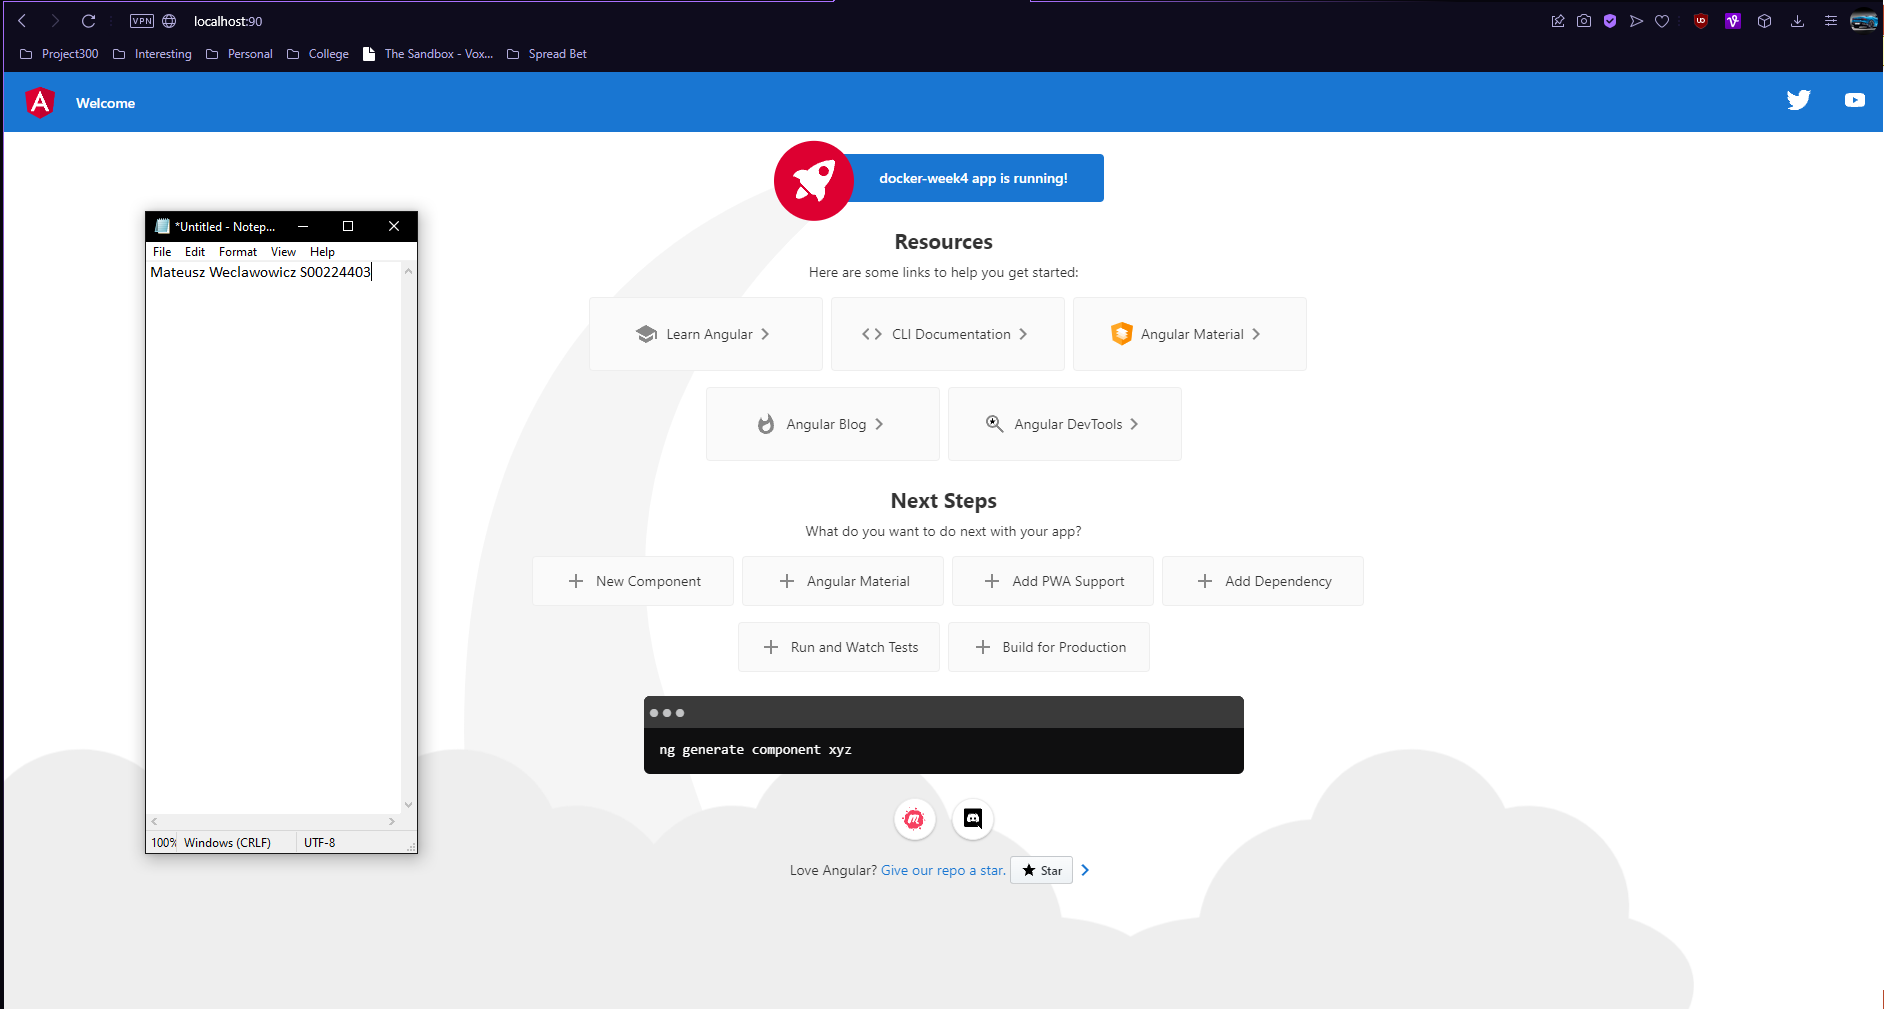 VPN localhost:90
Project300 Interesting Personal College The Sandbox - Vox... Spread Bet
Welcome
docker-week4 app is running!
*Untitled - Notep...
File Edit Format View Help
Mateusz Weclawowicz S00224403
100% Windows (CRLF) UTF-8
Resources
Here are some links to help you get started:
Learn Angular CLI Documentation Angular Material
Angular Blog Angular DevTools
Next Steps
What do you want to do next with your app?
New Component Angular Material Add PWA Support Add Dependency
Run and Watch Tests Build for Production
ng generate component xyz
Love Angular? Give our repo a star. Star